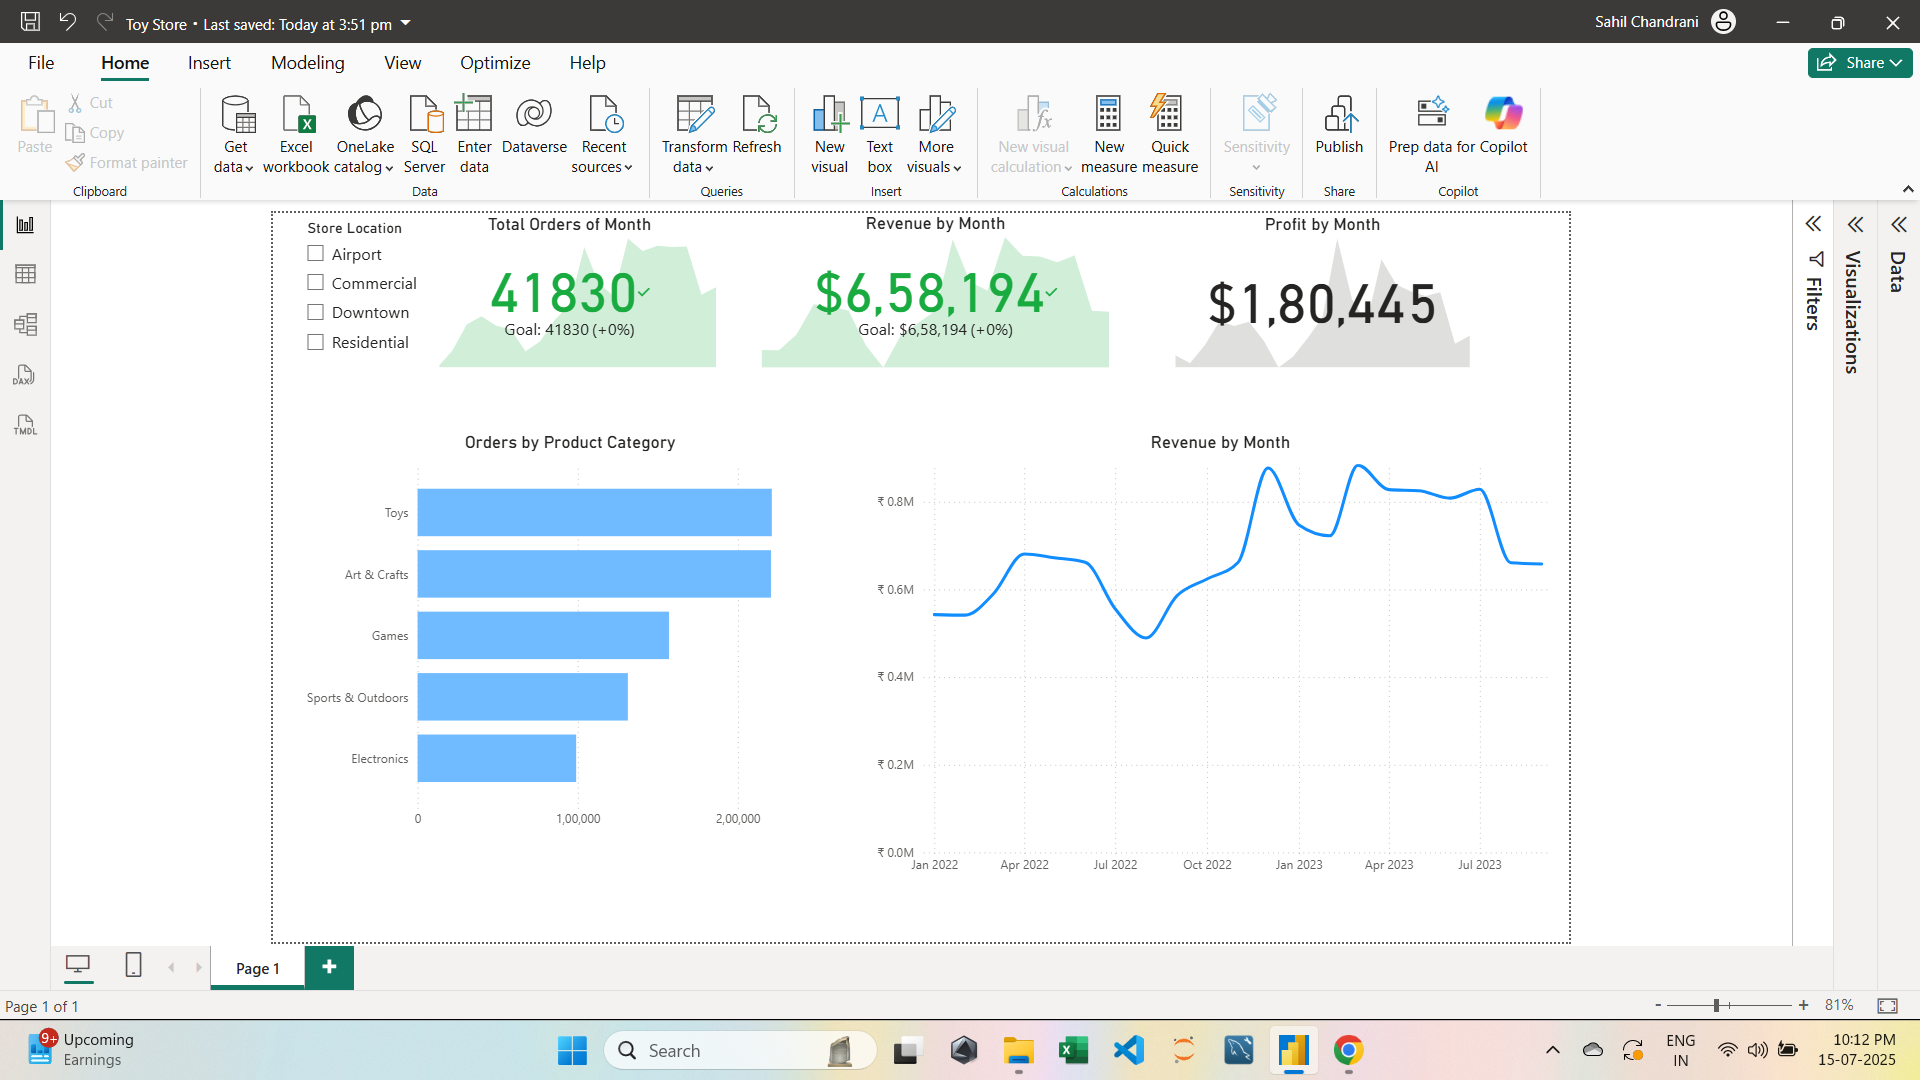 Toy Store • Last saved: Today at 3:51 pm
Sahil Chandrani
File Home Insert Modeling View Optimize Help
Share
Paste
Cut
Copy
Format painter
Clipboard
Get data
Excel workbook
OneLake catalog
SQL Server
Enter data
Dataverse
Recent sources
Data
Transform data
Refresh
Queries
New visual
Text box
More visuals
Insert
New visual calculation
New measure
Quick measure
Calculations
Sensitivity
Sensitivity
Publish
Share
Prep data for AI
Copilot
Copilot
DAX
TMDL
Store Location
Airport
Commercial
Downtown
Residential
Total Orders of Month
41830
Goal: 41830 (+0%)
Revenue by Month
$6,58,194
Goal: $6,58,194 (+0%)
Profit by Month
$1,80,445
Filters
Visualizations
Data
Orders by Product Category
Toys
Art & Crafts
Games
Sports & Outdoors
Electronics
0 1,00,000 2,00,000
Revenue by Month
₹ 0.8M
₹ 0.6M
₹ 0.4M
₹ 0.2M
₹ 0.0M
Jan 2022 Apr 2022 Jul 2022 Oct 2022 Jan 2023 Apr 2023 Jul 2023
Page 1
Page 1 of 1
81%
9+
Upcoming
Earnings
Search
ENG
IN
10:12 PM
15-07-2025